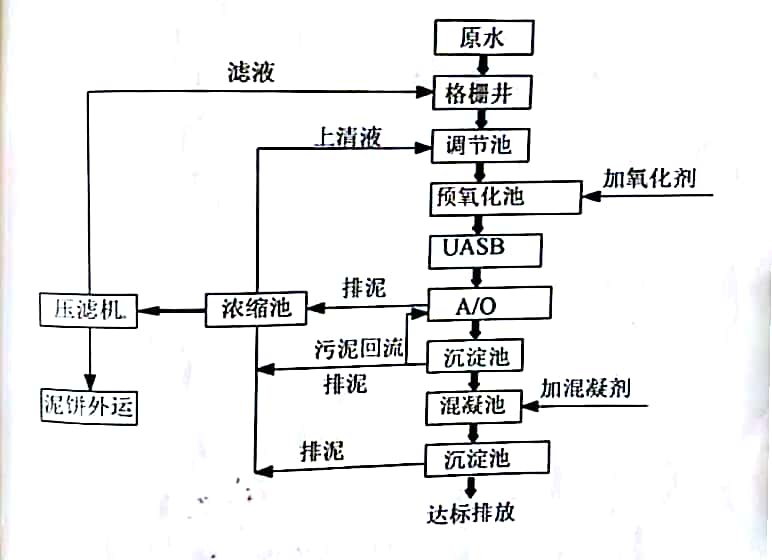 原水
滤液
格栅井
上清液
调节池
加氧化剂
预氧化池
UASB
排泥
压滤机
浓缩池
A/O
污泥回流
沉淀池
排泥
加混凝剂
泥饼外运
混凝池
排泥
沉淀池
达标排放